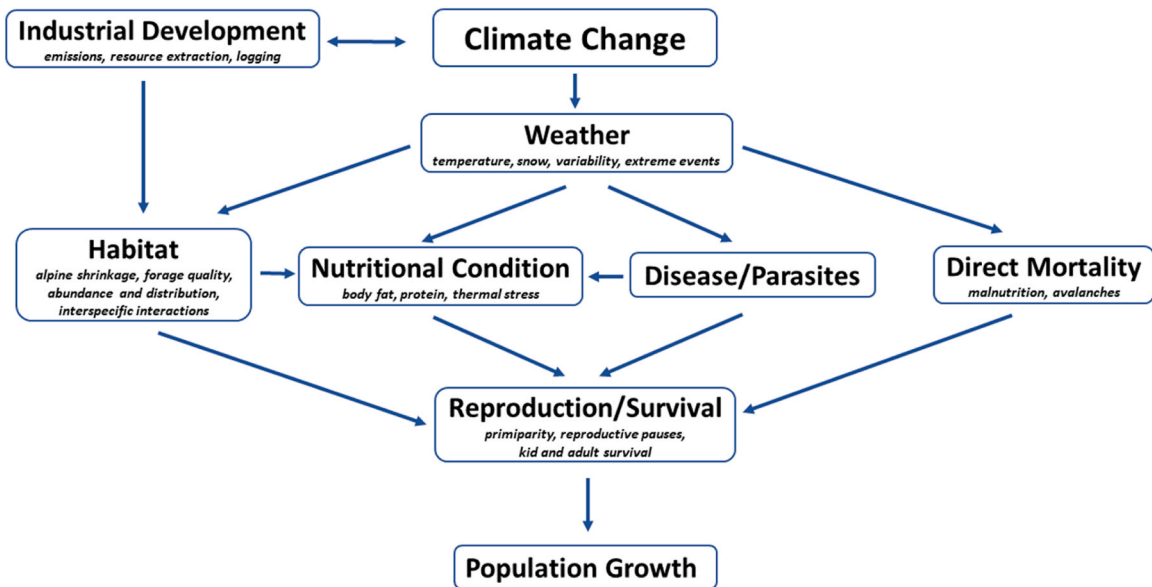 Industrial Development
emissions, resource extraction, logging
Climate Change
Weather
temperature, snow, variability, extreme events
Habitat
alpine shrinkage, forage quality,
abundance and distribution,
interspecific interactions
Nutritional Condition
body fat, protein, thermal stress
Disease/Parasites
Direct Mortality
malnutrition, avalanches
Reproduction/Survival
primiparity, reproductive pauses,
kid and adult survival
Population Growth